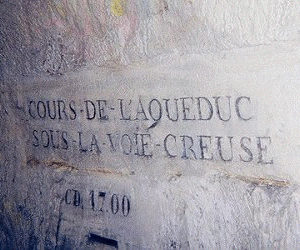 COURS-DE-L'AQUEDUC
SOUS-LA-VOIE-CREUSE
CD, 17.00